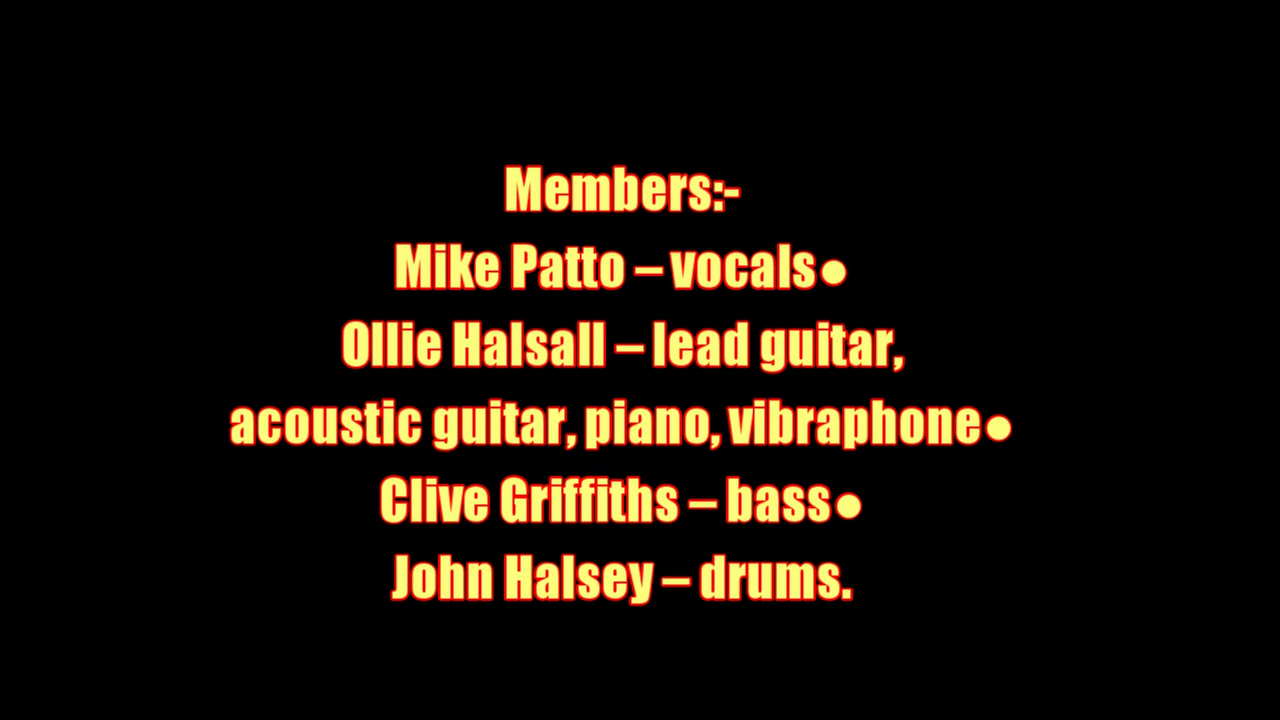 Members:-
Mike Patto – vocals●
Ollie Halsall – lead guitar,
acoustic guitar, piano, vibraphone●
Clive Griffiths – bass●
John Halsey – drums.